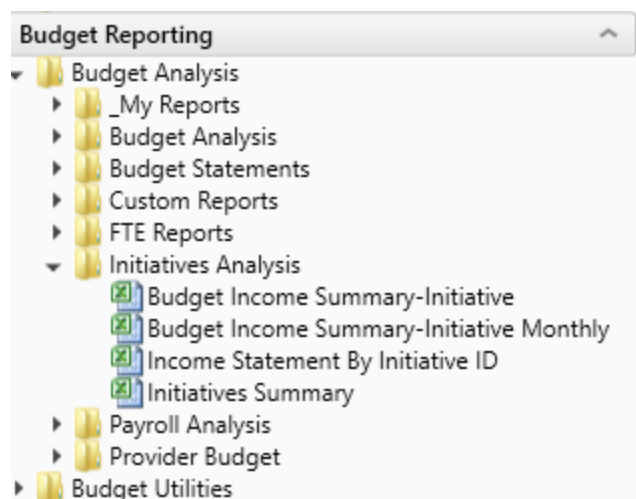 Budget Reporting
Budget Analysis
_My Reports
Budget Analysis
Budget Statements
Custom Reports
FTE Reports
Initiatives Analysis
Budget Income Summary-Initiative
Budget Income Summary-Initiative Monthly
Income Statement By Initiative ID
Initiatives Summary
Payroll Analysis
Provider Budget
Budget Utilities